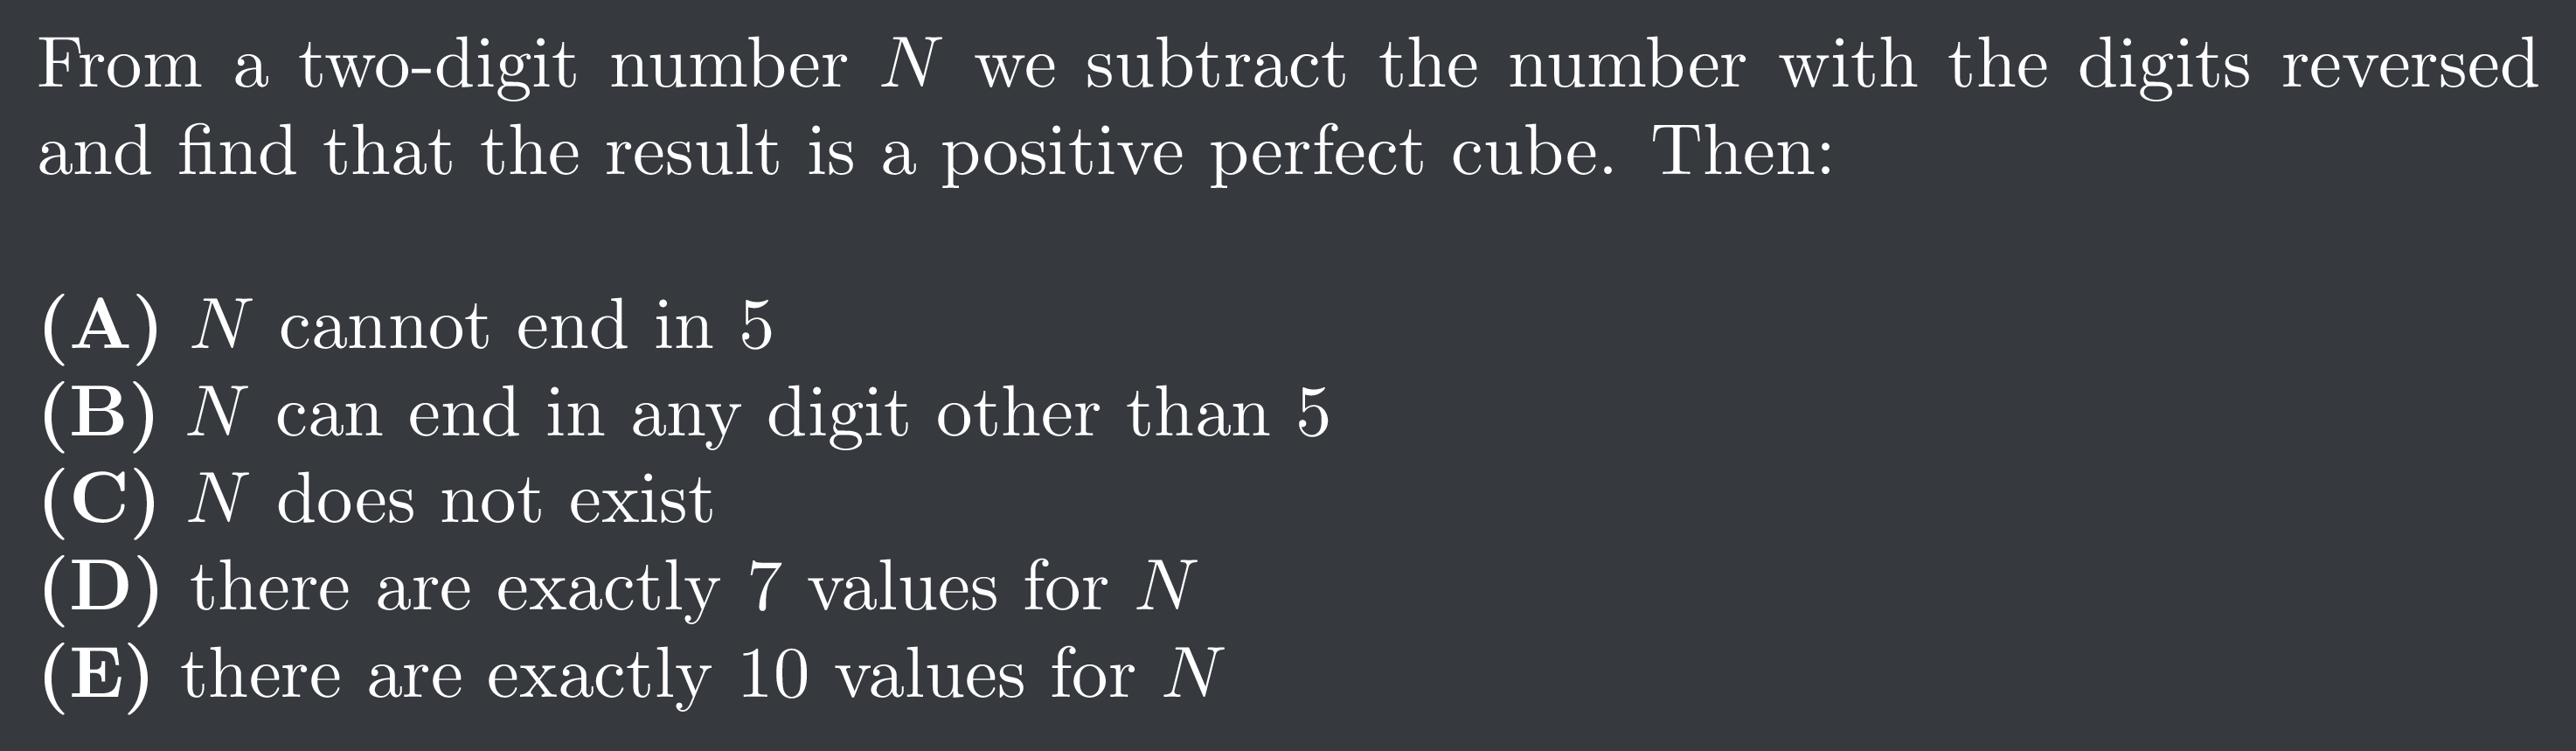 From a two-digit number N we subtract the number with the digits reversed
and find that the result is a positive perfect cube. Then:
(A) N cannot end in 5
(B) N can end in any digit other than 5
(C) N does not exist
(D) there are exactly 7 values for N
(E) there are exactly 10 values for N